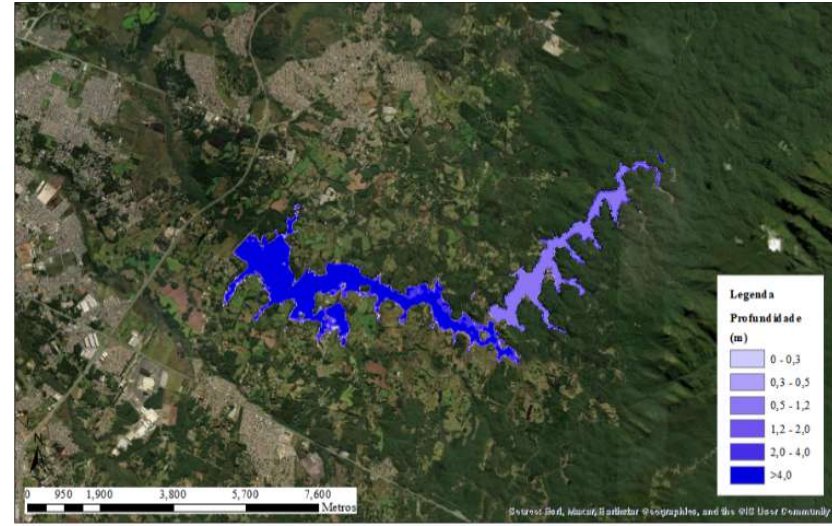 Legenda
Profundidade
(m)
0 - 0,3
0,3 - 0,5
0,5 - 1,2
1,2 - 2,0
2,0 - 4,0
>4,0
N
0 950 1,900 3,800 5,700 7,600
Metros
Source: Esri, Maxar, Earthstar Geographics, and the GIS User Community